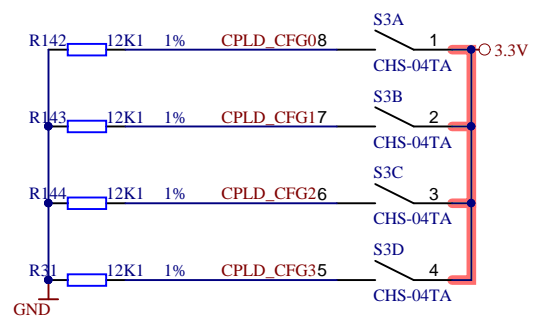 S3A
R142 12K1 1% CPLD_CFG0 8 1 3.3V
CHS-04TA
S3B
R143 12K1 1% CPLD_CFG1 7 2
CHS-04TA
S3C
R144 12K1 1% CPLD_CFG2 6 3
CHS-04TA
S3D
R31 12K1 1% CPLD_CFG3 5 4
CHS-04TA
GND